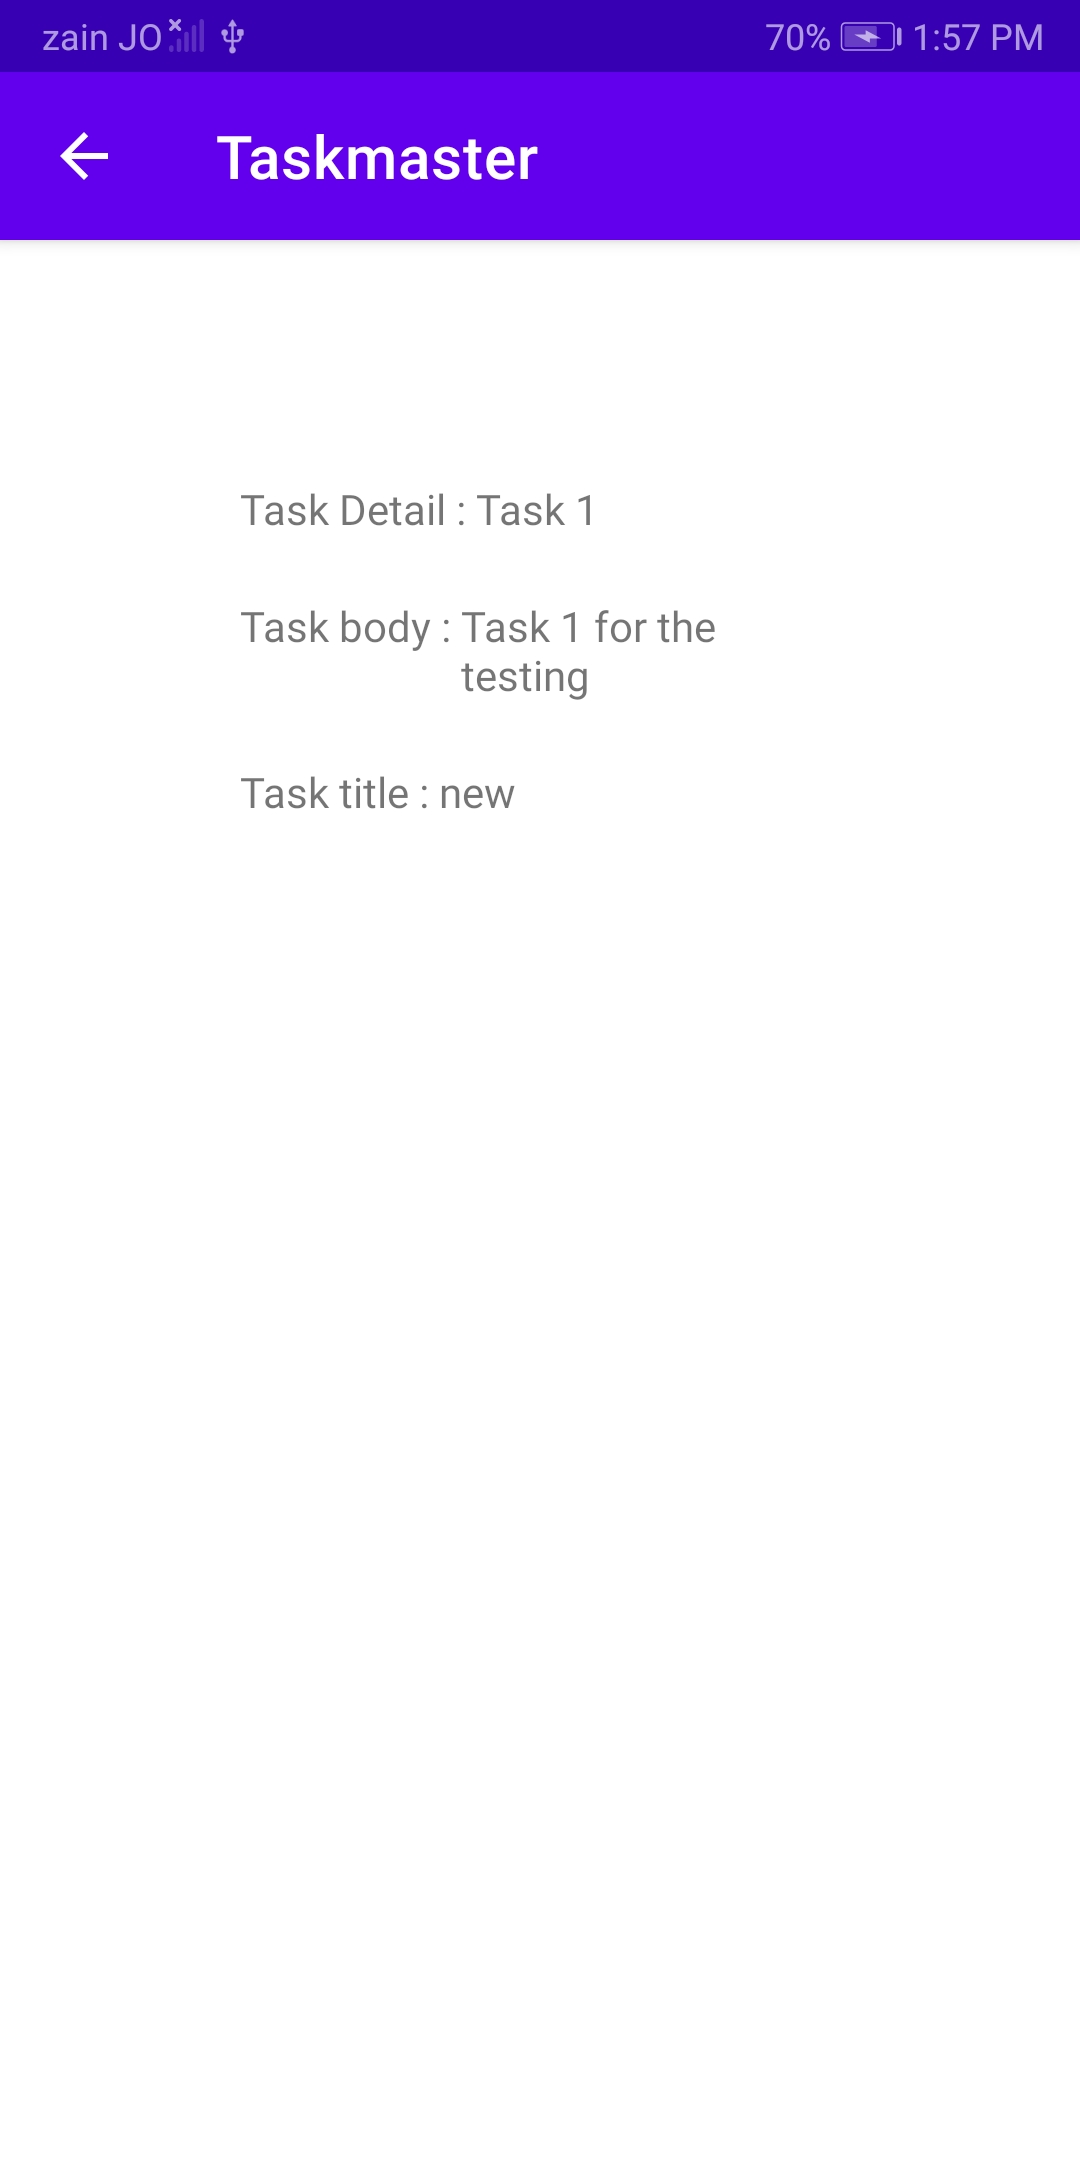 zain JO 70% 1:57 PM
Taskmaster
Task Detail : Task 1
Task body : Task 1 for the
testing
Task title : new